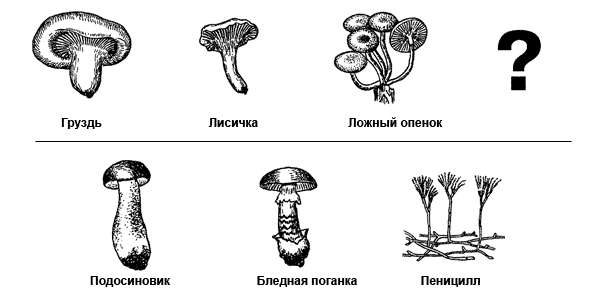 Груздь Лисичка Ложный опенок ?
Подосиновик Бледная поганка Пеницилл